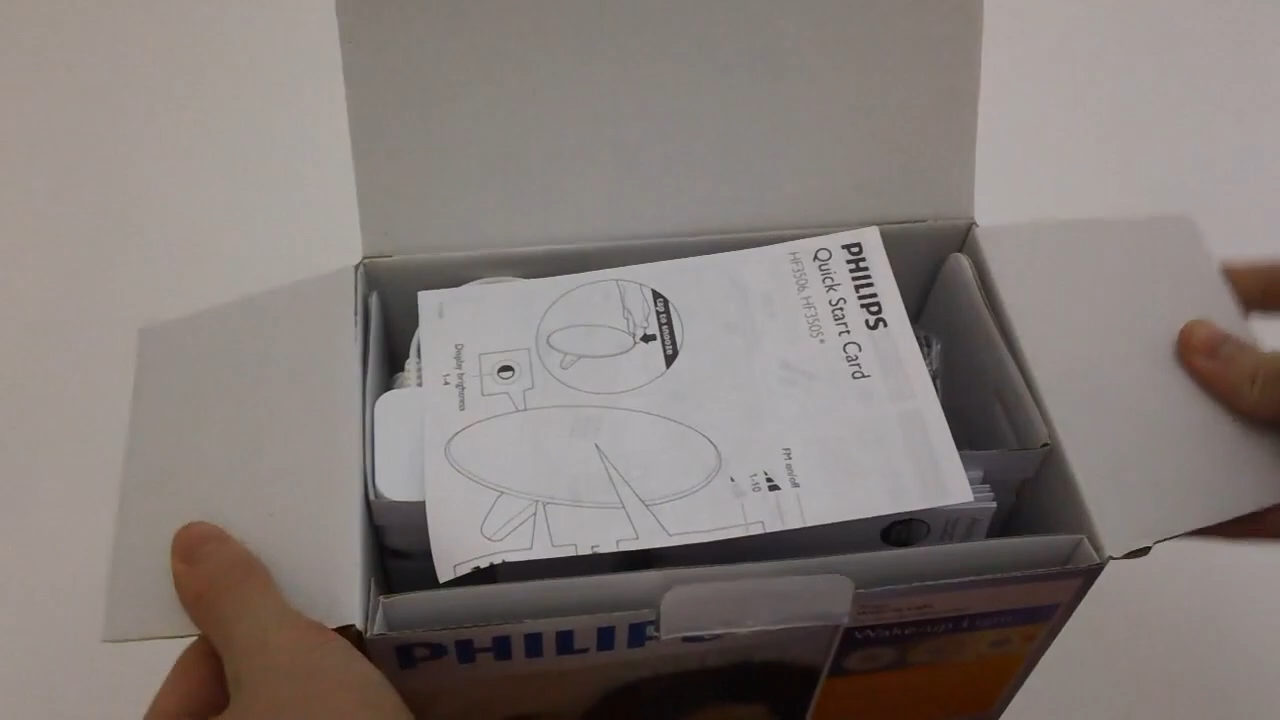 PHILIPS
Quick Start Card
HF3506, HF3505*
tap to snooze
Display brightness
1-4
FM on/off
1-10
PHILIPS
Wake-up Light